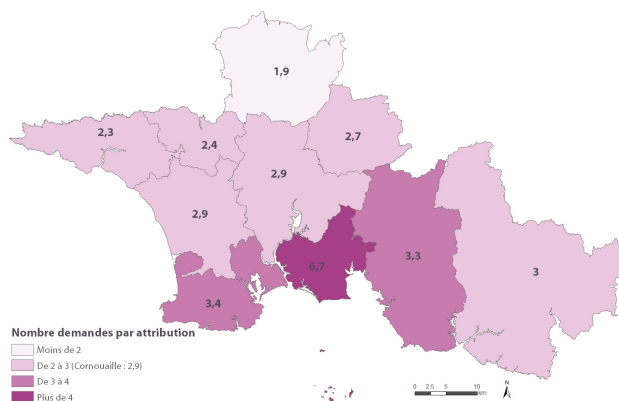 1,9
2,3
2,4
2,7
2,9
2,9
3,3
3
6,7
3,4
Nombre demandes par attribution
Moins de 2
De 2 à 3 (Cornouaille : 2,9)
De 3 à 4
Plus de 4
0 2,5 5 10
km
N